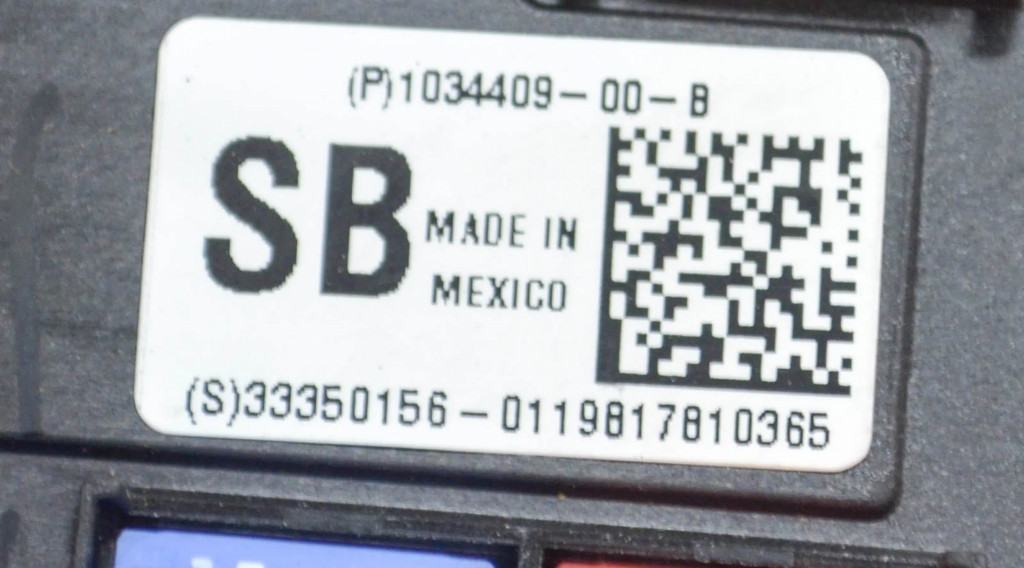 (P)1034409-00-B
SB
MADE IN
MEXICO
(S)33350156-0119817810365